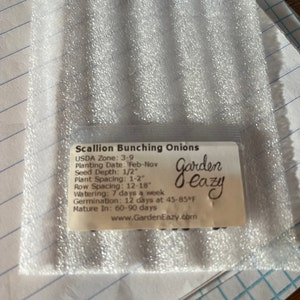 Scallion Bunching Onions
USDA Zone: 3-9
Planting Date: Feb-Nov
Seed Depth: 1/2"
Plant Spacing: 1-2"
Row Spacing: 12-18"
Watering: 7 days a week
Germination: 12 days at 45-85°F
Mature In: 60-90 days
www.GardenEazy.com
garden
eazy